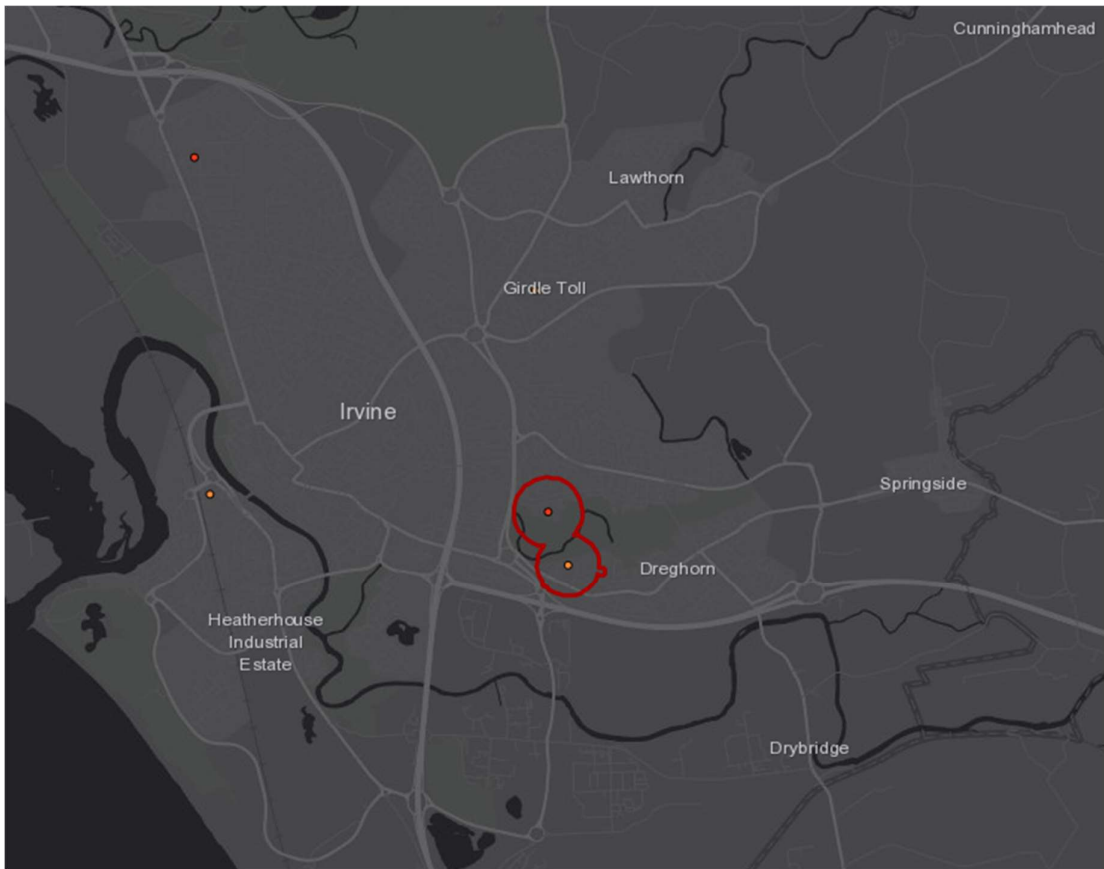 Cunninghamhead
Lawthorn
Girdle Toll
Irvine
Springside
Dreghorn
Heatherhouse
Industrial
Estate
Drybridge